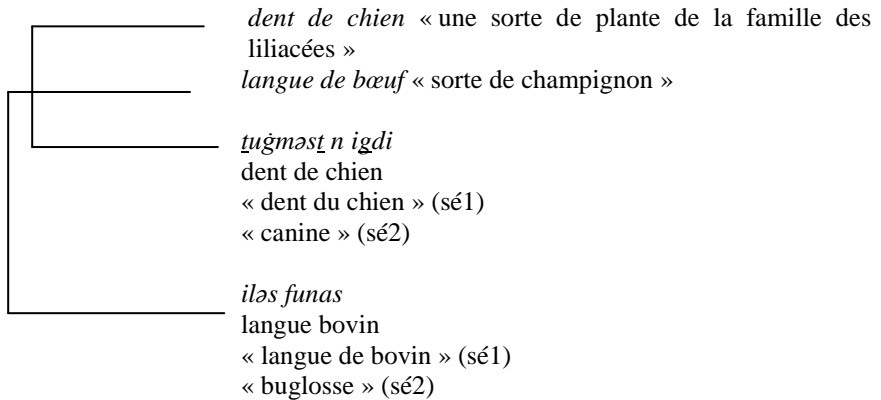 dent de chien « une sorte de plante de la famille des
liliacées »
langue de bœuf « sorte de champignon »
ṯuġməsṯ n ig̱di
dent de chien
« dent du chien » (sé1)
« canine » (sé2)
iləs funas
langue bovin
« langue de bovin » (sé1)
« buglosse » (sé2)